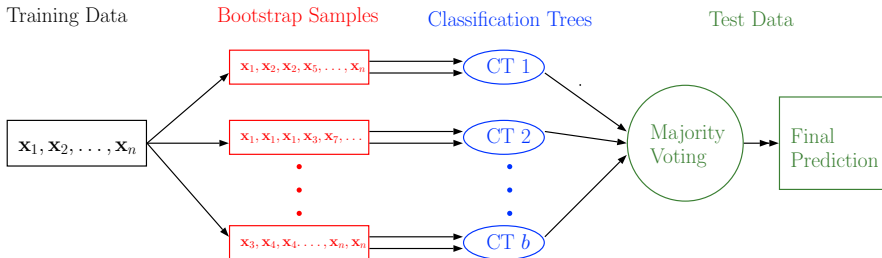 Training Data
Bootstrap Samples
Classification Trees
Test Data
x₁, x₂, x₂, x₅, . . . , xₙ
CT 1
x₁, x₂, . . . , xₙ
x₁, x₁, x₁, x₃, x₇, . . .
CT 2
Majority
Voting
Final
Prediction
x₃, x₄, x₄. . . . , xₙ, xₙ
CT b